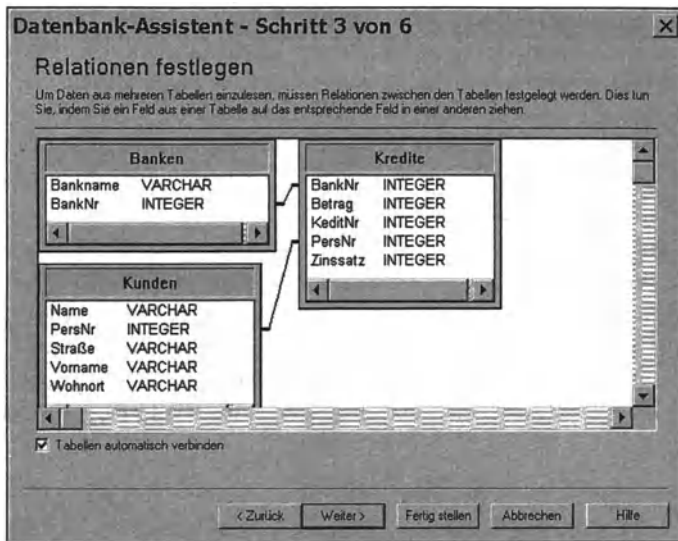 Datenbank-Assistent - Schritt 3 von 6
Relationen festlegen
Um Daten aus mehreren Tabellen einzulesen, müssen Relationen zwischen den Tabellen festgelegt werden. Dies tun
Sie, indem Sie ein Feld aus einer Tabelle auf das entsprechende Feld in einer anderen ziehen.
Banken
Bankname VARCHAR
BankNr INTEGER
Kredite
BankNr INTEGER
Betrag INTEGER
KeditNr INTEGER
PersNr INTEGER
Zinssatz INTEGER
Kunden
Name VARCHAR
PersNr INTEGER
Straße VARCHAR
Vorname VARCHAR
Wohnort VARCHAR
Tabellen automatisch verbinden
< Zurück
Weiter >
Fertig stellen
Abbrechen
Hilfe